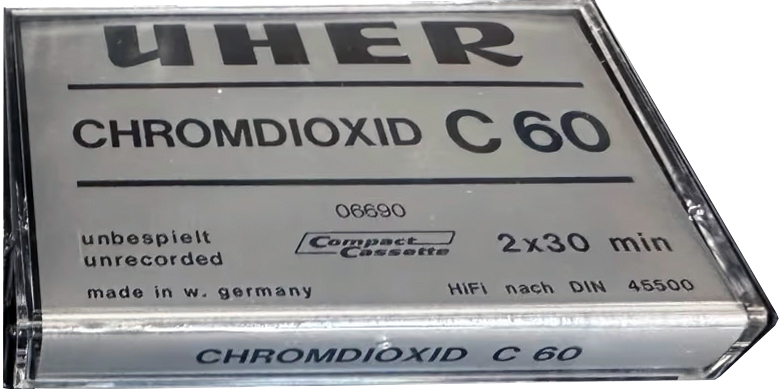 UHER
CHROMDIOXID C 60
06690
unbespielt
unrecorded
Compact Cassette
2x30 min
made in w. germany
HiFi nach DIN 45500
CHROMDIOXID C 60